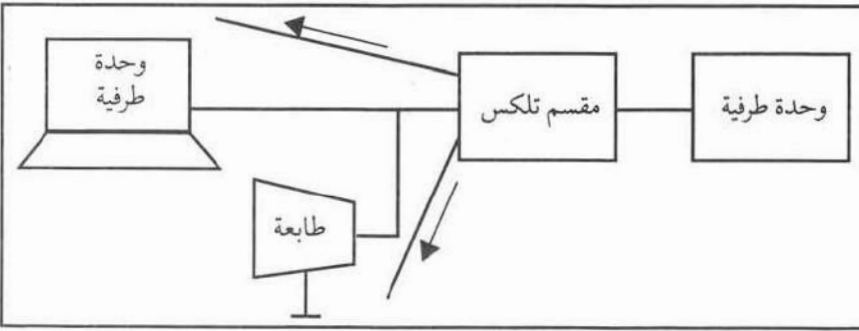 وحدة طرفية
مقسم تلكس
وحدة
طرفية
طابعة